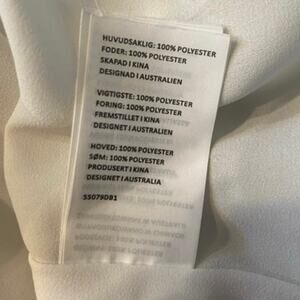 HUVUDSAKLIG: 100% POLYESTER
FODER: 100% POLYESTER
SKAPAD I KINA
DESIGNAD I AUSTRALIEN
VIGTIGSTE: 100% POLYESTER
FORING: 100% POLYESTER
FREMSTILLET I KINA
DESIGNET I AUSTRALIEN
HOVED: 100% POLYESTER
SØM: 100% POLYESTER
PRODUSERT I KINA
DESIGNET I AUSTRALIA
55079DB1